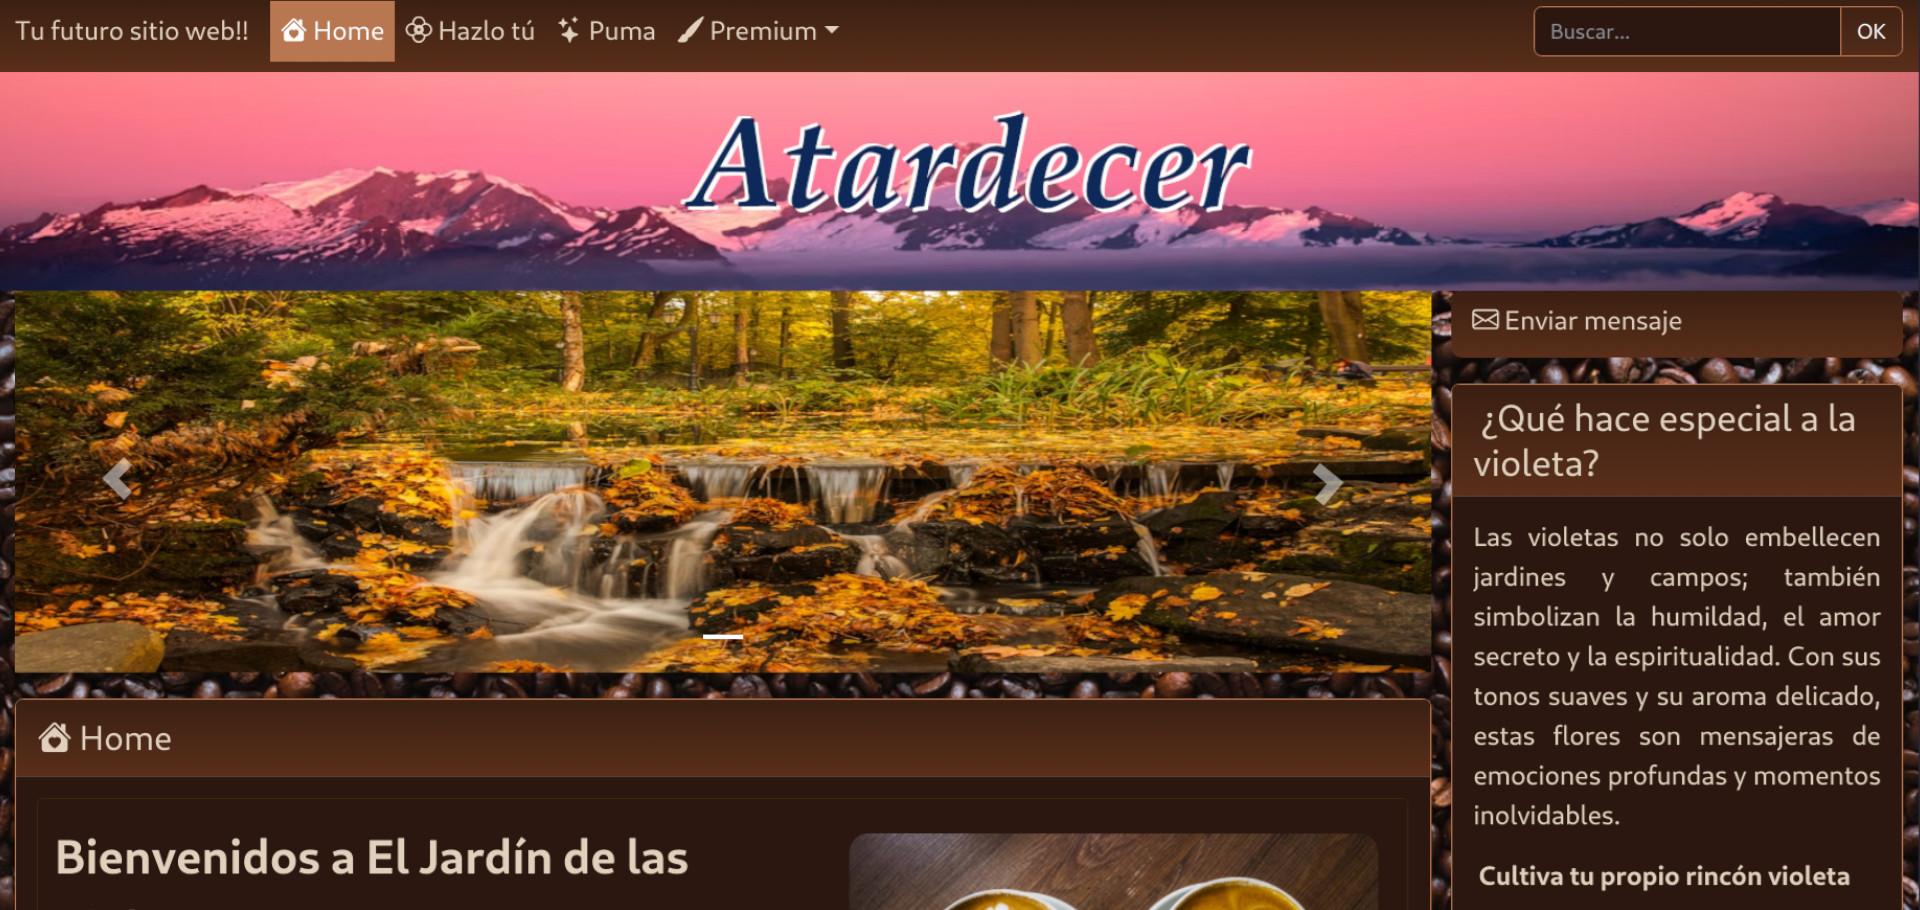 Tu futuro sitio web!! Home Hazlo tú Puma Premium Buscar... OK
Atardecer
Enviar mensaje
¿Qué hace especial a la
violeta?
Las violetas no solo embellecen
jardines y campos; también
simbolizan la humildad, el amor
secreto y la espiritualidad. Con sus
tonos suaves y su aroma delicado,
estas flores son mensajeras de
emociones profundas y momentos
inolvidables.
Cultiva tu propio rincón violeta
Home
Bienvenidos a El Jardín de las